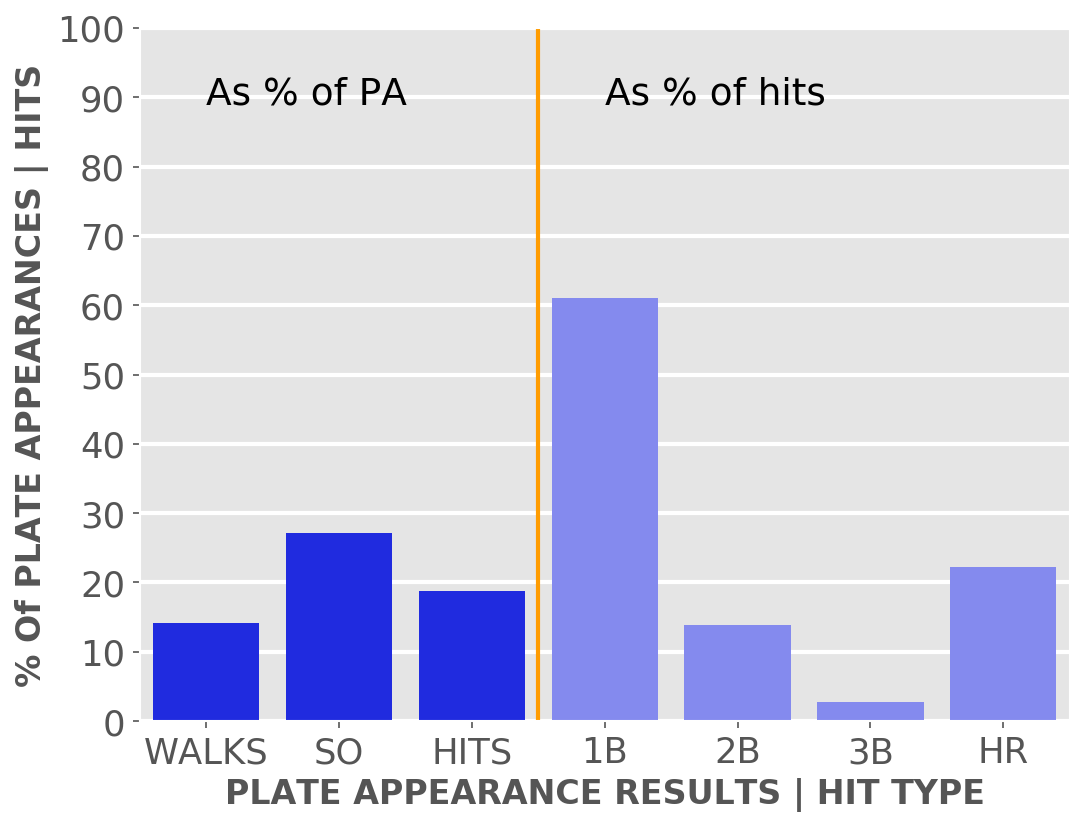 % Of PLATE APPEARANCES | HITS
100
90
80
70
60
50
40
30
20
10
0
As % of PA
As % of hits
WALKS SO HITS 1B 2B 3B HR
PLATE APPEARANCE RESULTS | HIT TYPE